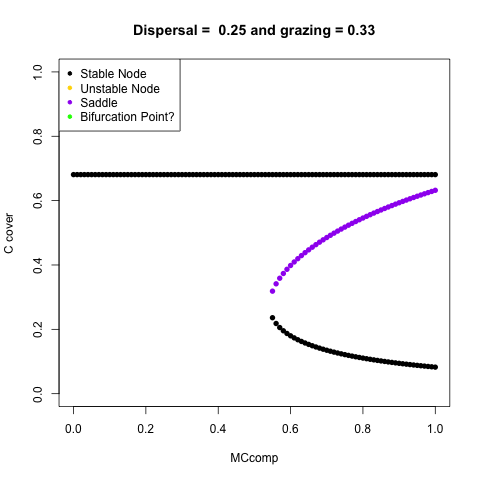 Dispersal =  0.25 and grazing = 0.33
Stable Node
Unstable Node
Saddle
Bifurcation Point?
C cover
1.0
0.8
0.6
0.4
0.2
0.0
0.0 0.2 0.4 0.6 0.8 1.0
MCcomp